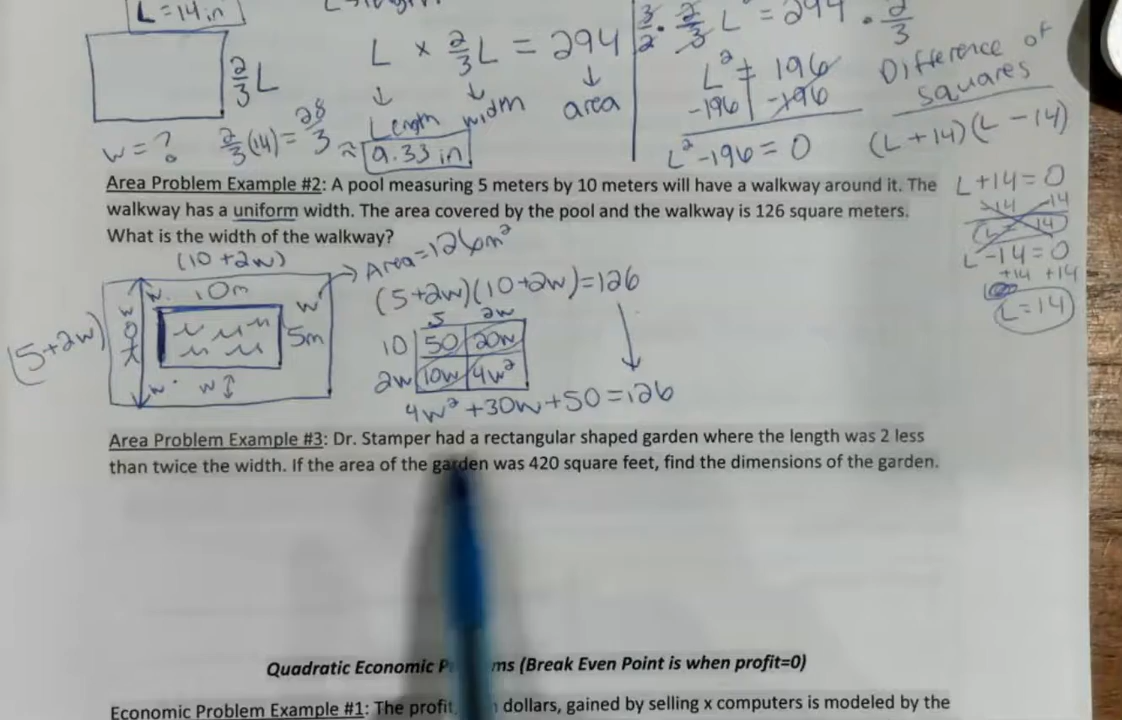 L = 14 in
L × 2/3 L = 294
3/2 · 2/3 L² = 294 · 2/3
2/3 L
Length
width
area
L² = 196
-196 -196
L² - 196 = 0
Difference of
squares
(L + 14)(L - 14)
w = ?
2/3 (14) = 28/3 ≈ 9.33 in
L + 14 = 0
-14 -14
L = 14
L - 14 = 0
+14 +14
L = 14
Area Problem Example #2: A pool measuring 5 meters by 10 meters will have a walkway around it. The
walkway has a uniform width. The area covered by the pool and the walkway is 126 square meters.
What is the width of the walkway?
(10 + 2w)
Area = 126m²
10m
w
w
w
5m
(5 + 2w)
w
w
(5 + 2w)(10 + 2w) = 126
5 2w
10 50 20w
2w 10w 4w²
4w² + 30w + 50 = 126
Area Problem Example #3: Dr. Stamper had a rectangular shaped garden where the length was 2 less
than twice the width. If the area of the garden was 420 square feet, find the dimensions of the garden.
Quadratic Economic P ms (Break Even Point is when profit=0)
Economic Problem Example #1: The profit, dollars, gained by selling x computers is modeled by the